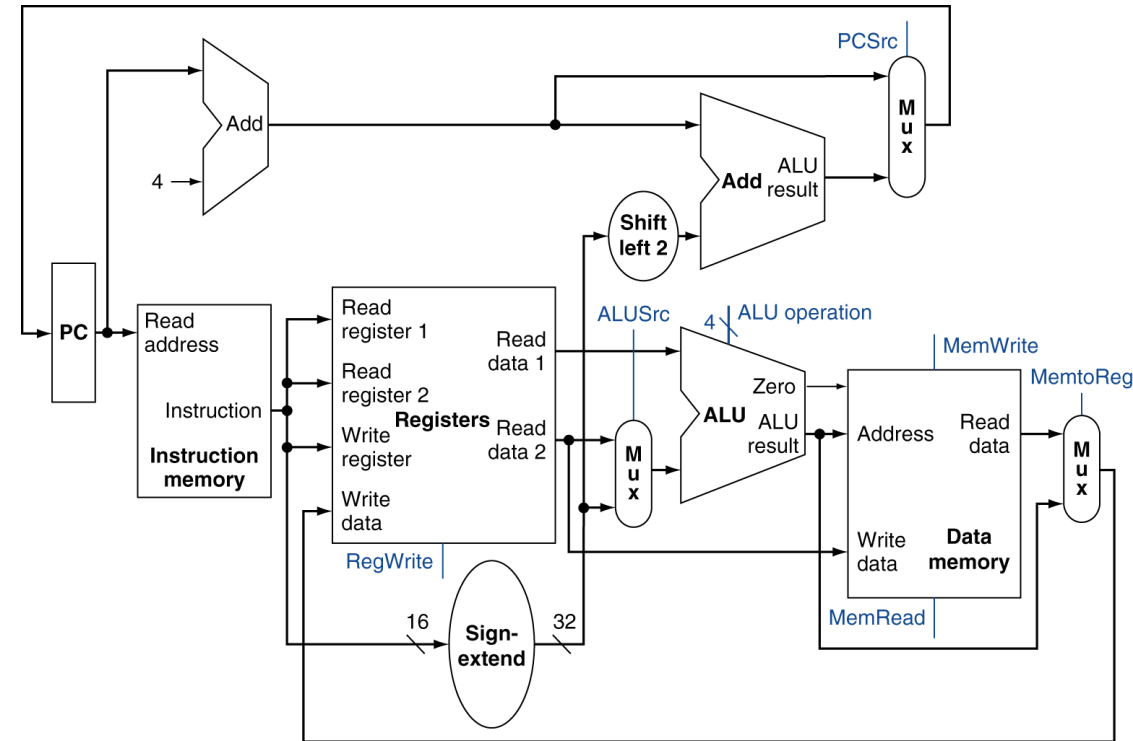 PCSrc
M
u
x
Add
4
Add
ALU
result
Shift
left 2
PC
Read
address
Instruction
Instruction
memory
Read
register 1
Read
register 2
Write
register
Write
data
Registers
Read
data 1
Read
data 2
RegWrite
16
Sign-
extend
32
ALUSrc
M
u
x
4
ALU operation
Zero
ALU
ALU
result
MemWrite
Address
Read
data
Write
data
Data
memory
MemRead
MemtoReg
M
u
x